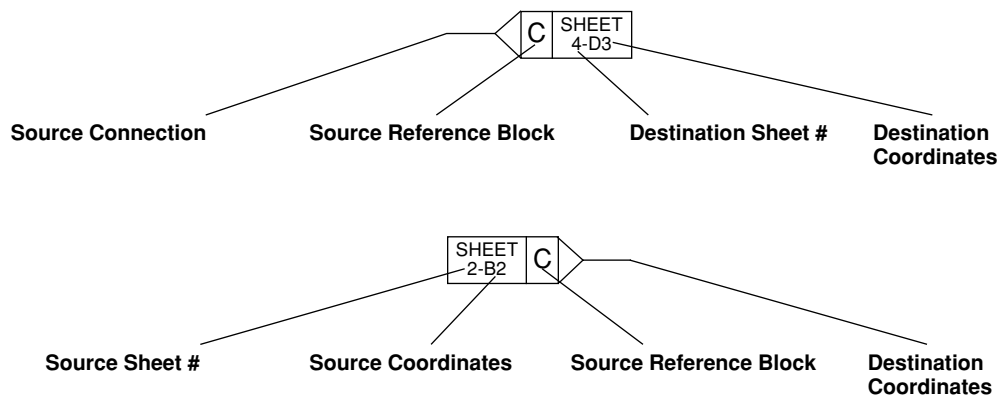 C
SHEET
4-D3
Source Connection
Source Reference Block
Destination Sheet #
Destination
Coordinates
SHEET
2-B2
C
Source Sheet #
Source Coordinates
Source Reference Block
Destination
Coordinates